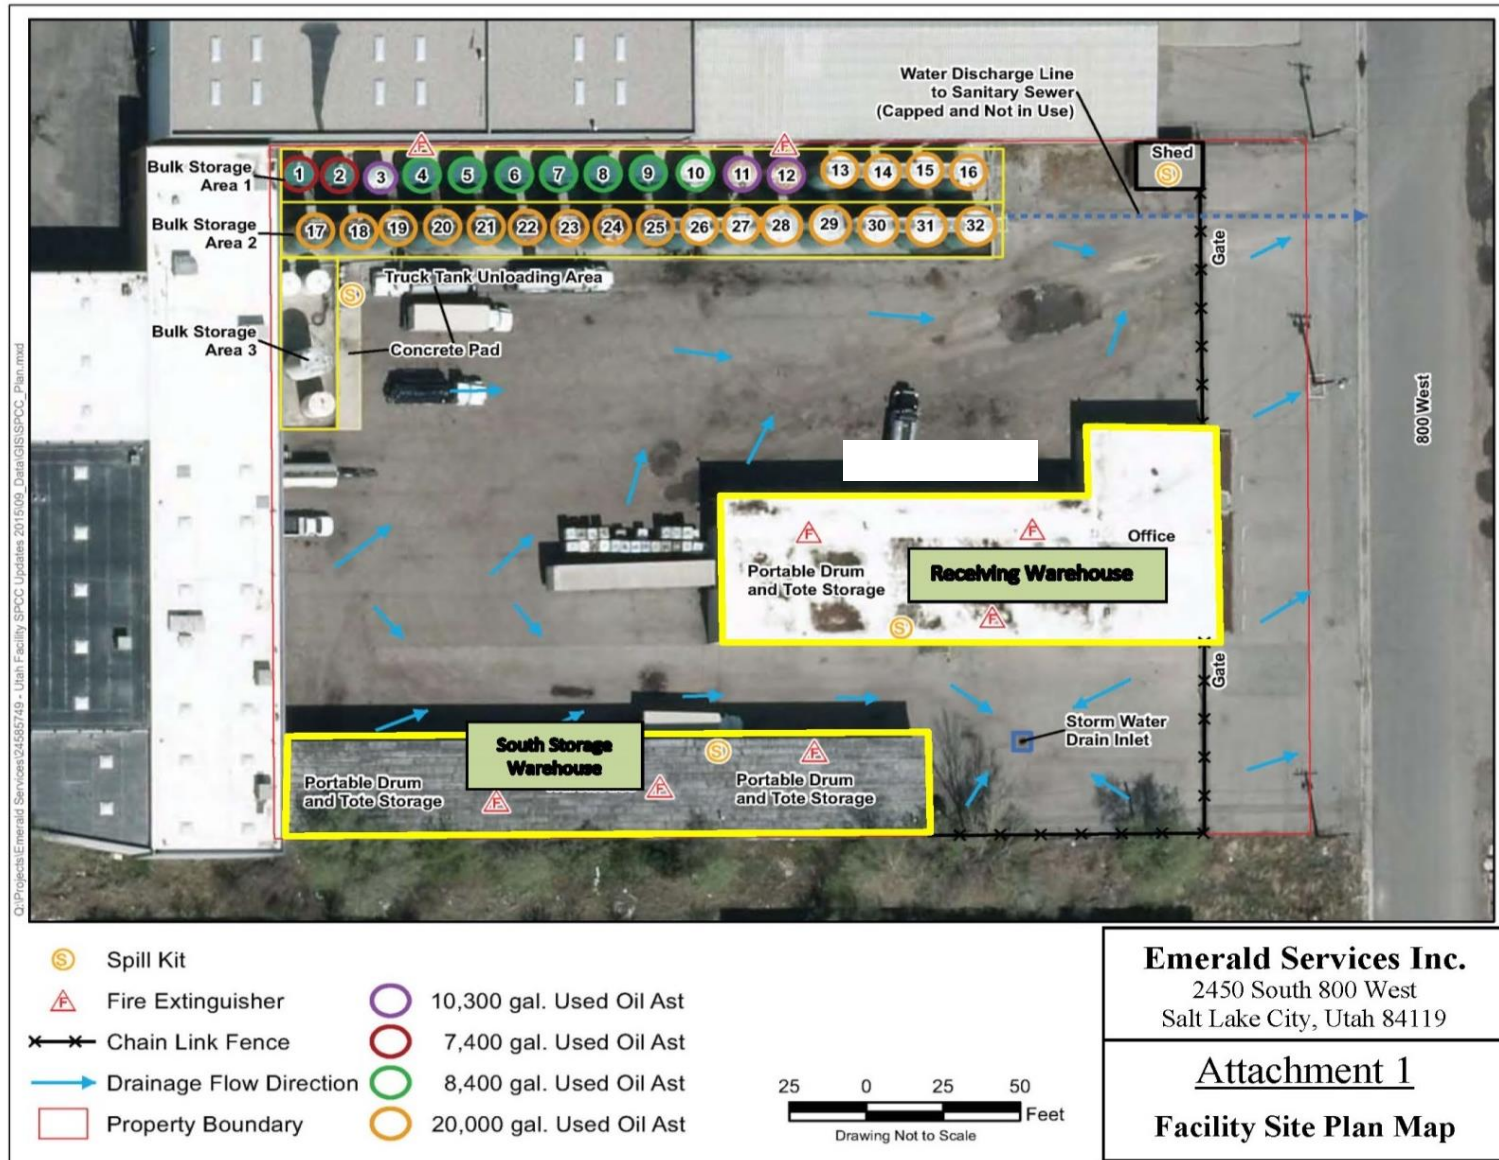 Water Discharge Line
to Sanitary Sewer
(Capped and Not in Use)
Shed
S
F
F
Bulk Storage
Area 1
1 2 3 4 5 6 7 8 9 10 11 12 13 14 15 16
Bulk Storage
Area 2
17 18 19 20 21 22 23 24 25 26 27 28 29 30 31 32
Gate
S
Truck Tank Unloading Area
Bulk Storage
Area 3
Concrete Pad
800 West
F
F
Office
Portable Drum
and Tote Storage
Receiving Warehouse
F
S
Gate
Storm Water
Drain Inlet
South Storage
Warehouse
S
F
Portable Drum
and Tote Storage
F
F
Portable Drum
and Tote Storage
Q:\Projects\Emerald Services\24585749 - Utah Facility SPCC Updates 2015\09_Data\GIS\SPCC_Plan.mxd
S Spill Kit
F Fire Extinguisher
Chain Link Fence
Drainage Flow Direction
Property Boundary
10,300 gal. Used Oil Ast
7,400 gal. Used Oil Ast
8,400 gal. Used Oil Ast
20,000 gal. Used Oil Ast
25 0 25 50
Feet
Drawing Not to Scale
Emerald Services Inc.
2450 South 800 West
Salt Lake City, Utah 84119
Attachment 1
Facility Site Plan Map